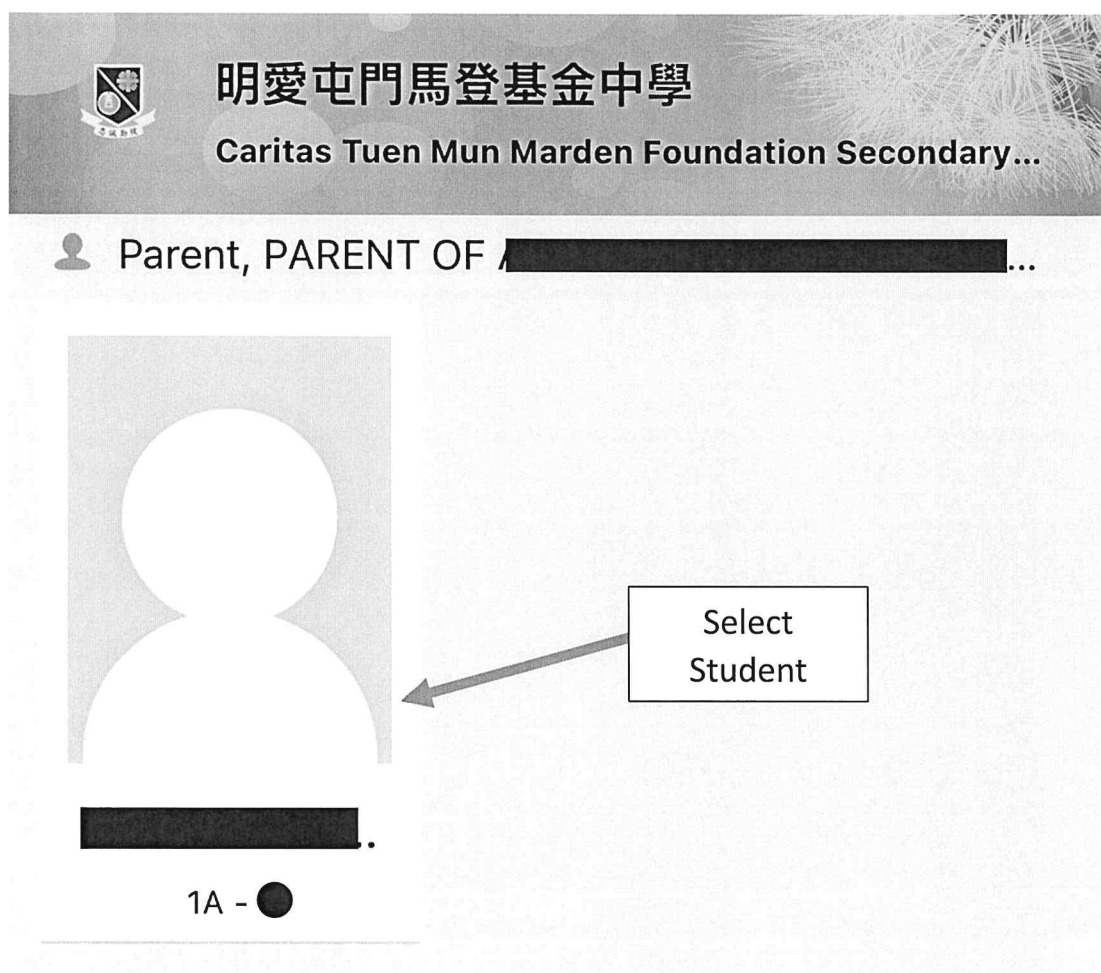 明愛屯門馬登基金中學
Caritas Tuen Mun Marden Foundation Secondary...
Parent, PARENT OF A...
Select
Student
..
1A -